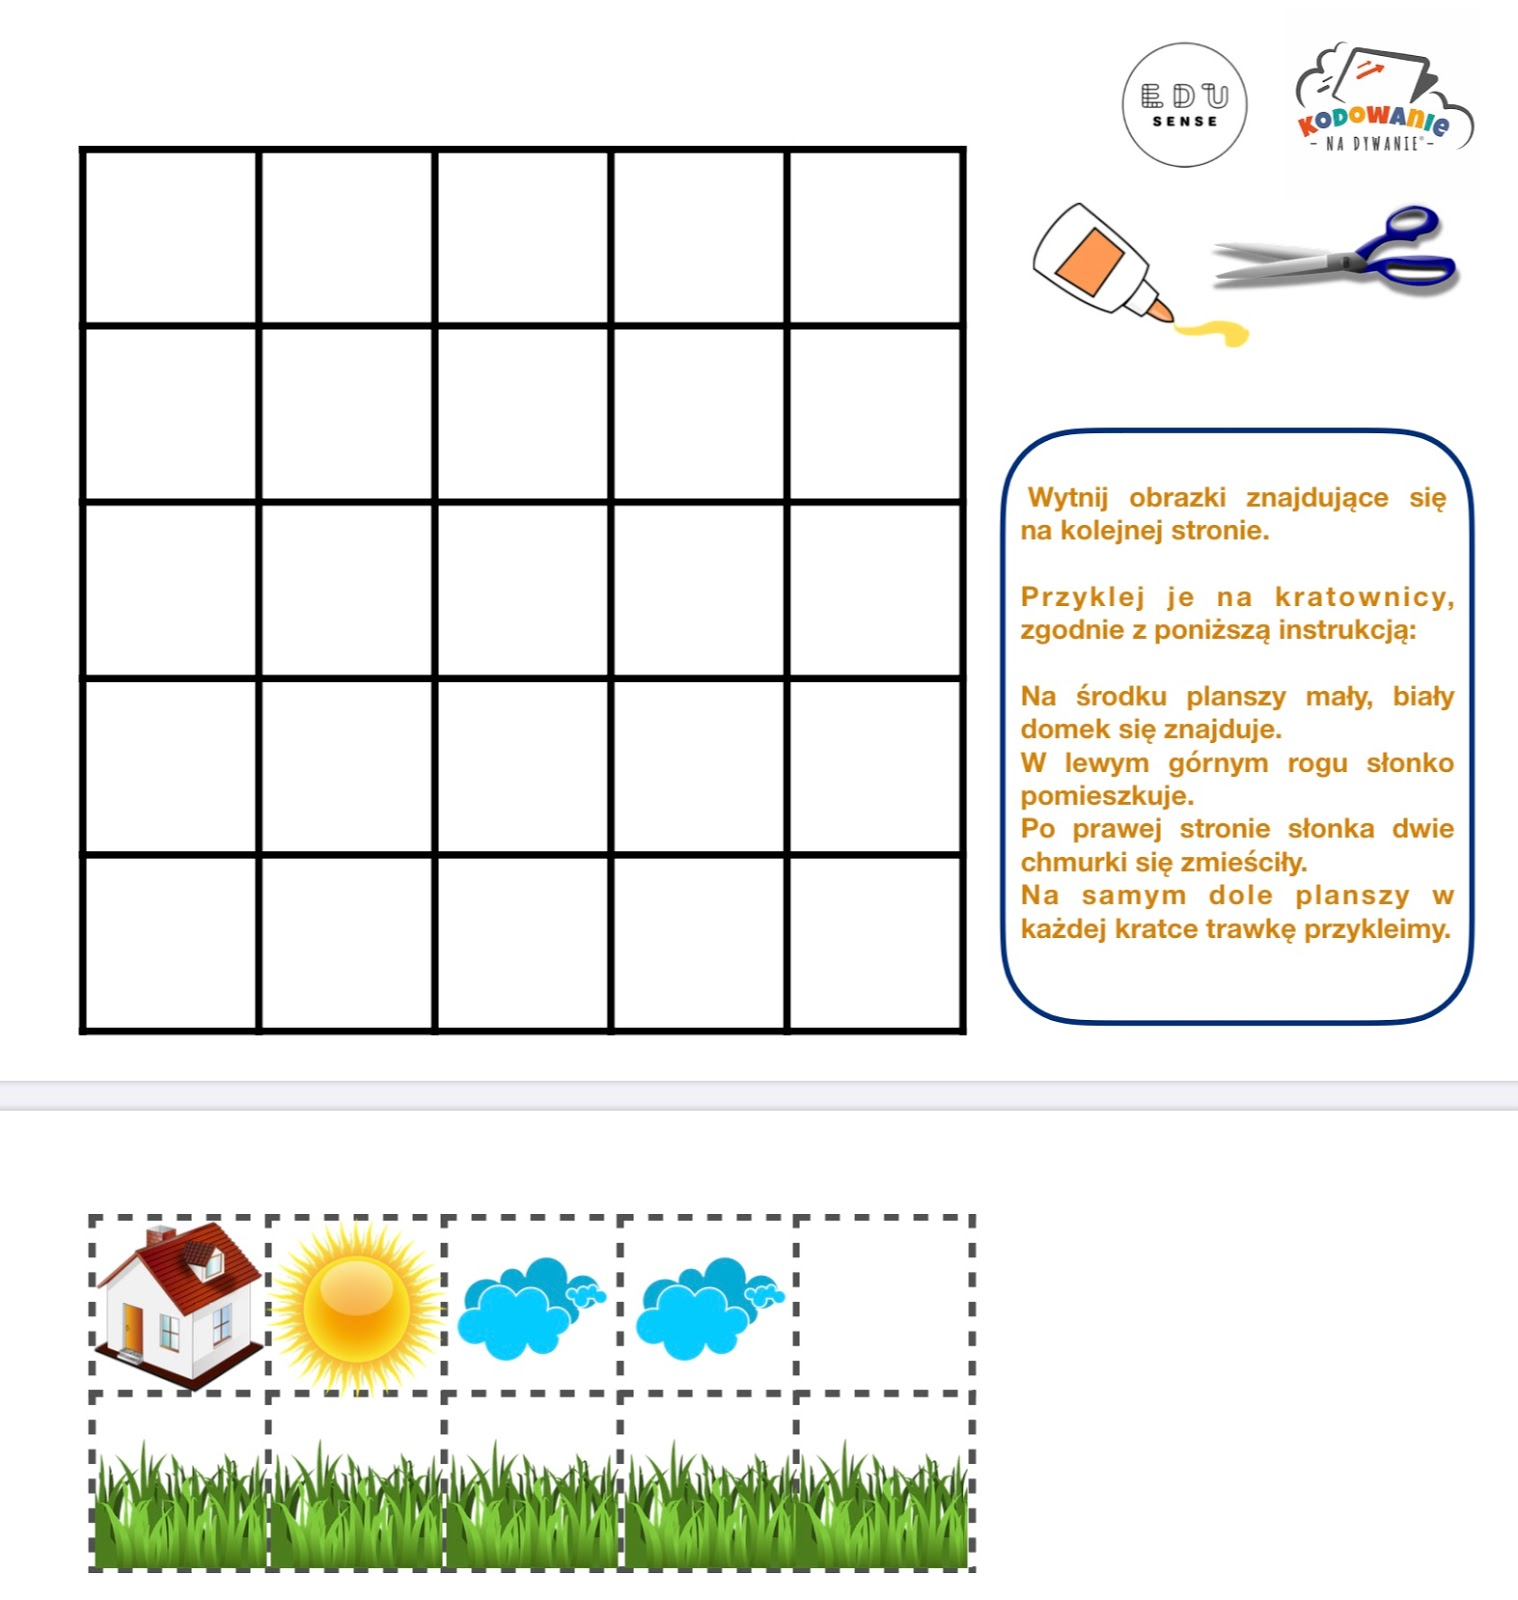 EDU
SENSE
KODOWANIE
- NA DYWANIE® -
Wytnij obrazki znajdujące się
na kolejnej stronie.
Przyklej je na kratownicy,
zgodnie z poniższą instrukcją:
Na środku planszy mały, biały
domek się znajduje.
W lewym górnym rogu słonko
pomieszkuje.
Po prawej stronie słonka dwie
chmurki się zmieściły.
Na samym dole planszy w
każdej kratce trawkę przykleimy.